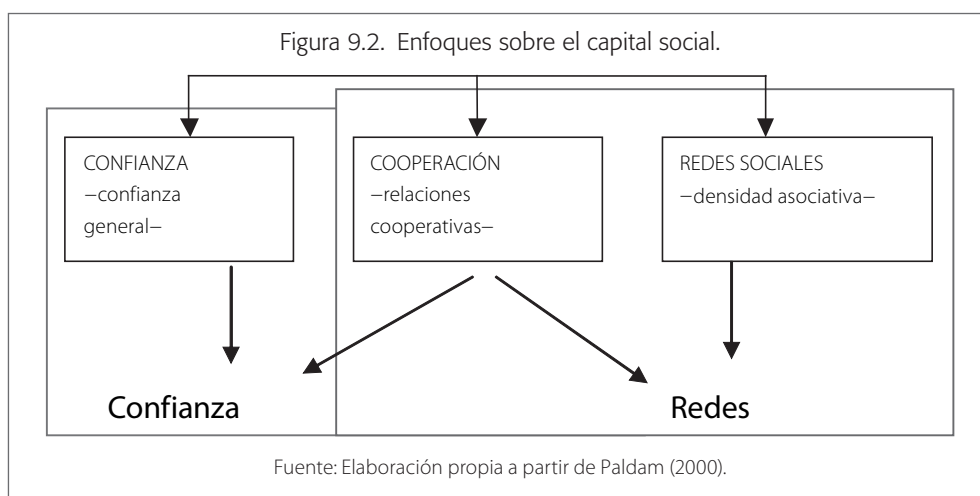 Figura 9.2. Enfoques sobre el capital social.
CONFIANZA
–confianza
general–
COOPERACIÓN
–relaciones
cooperativas–
REDES SOCIALES
–densidad asociativa–
Confianza
Redes
Fuente: Elaboración propia a partir de Paldam (2000).